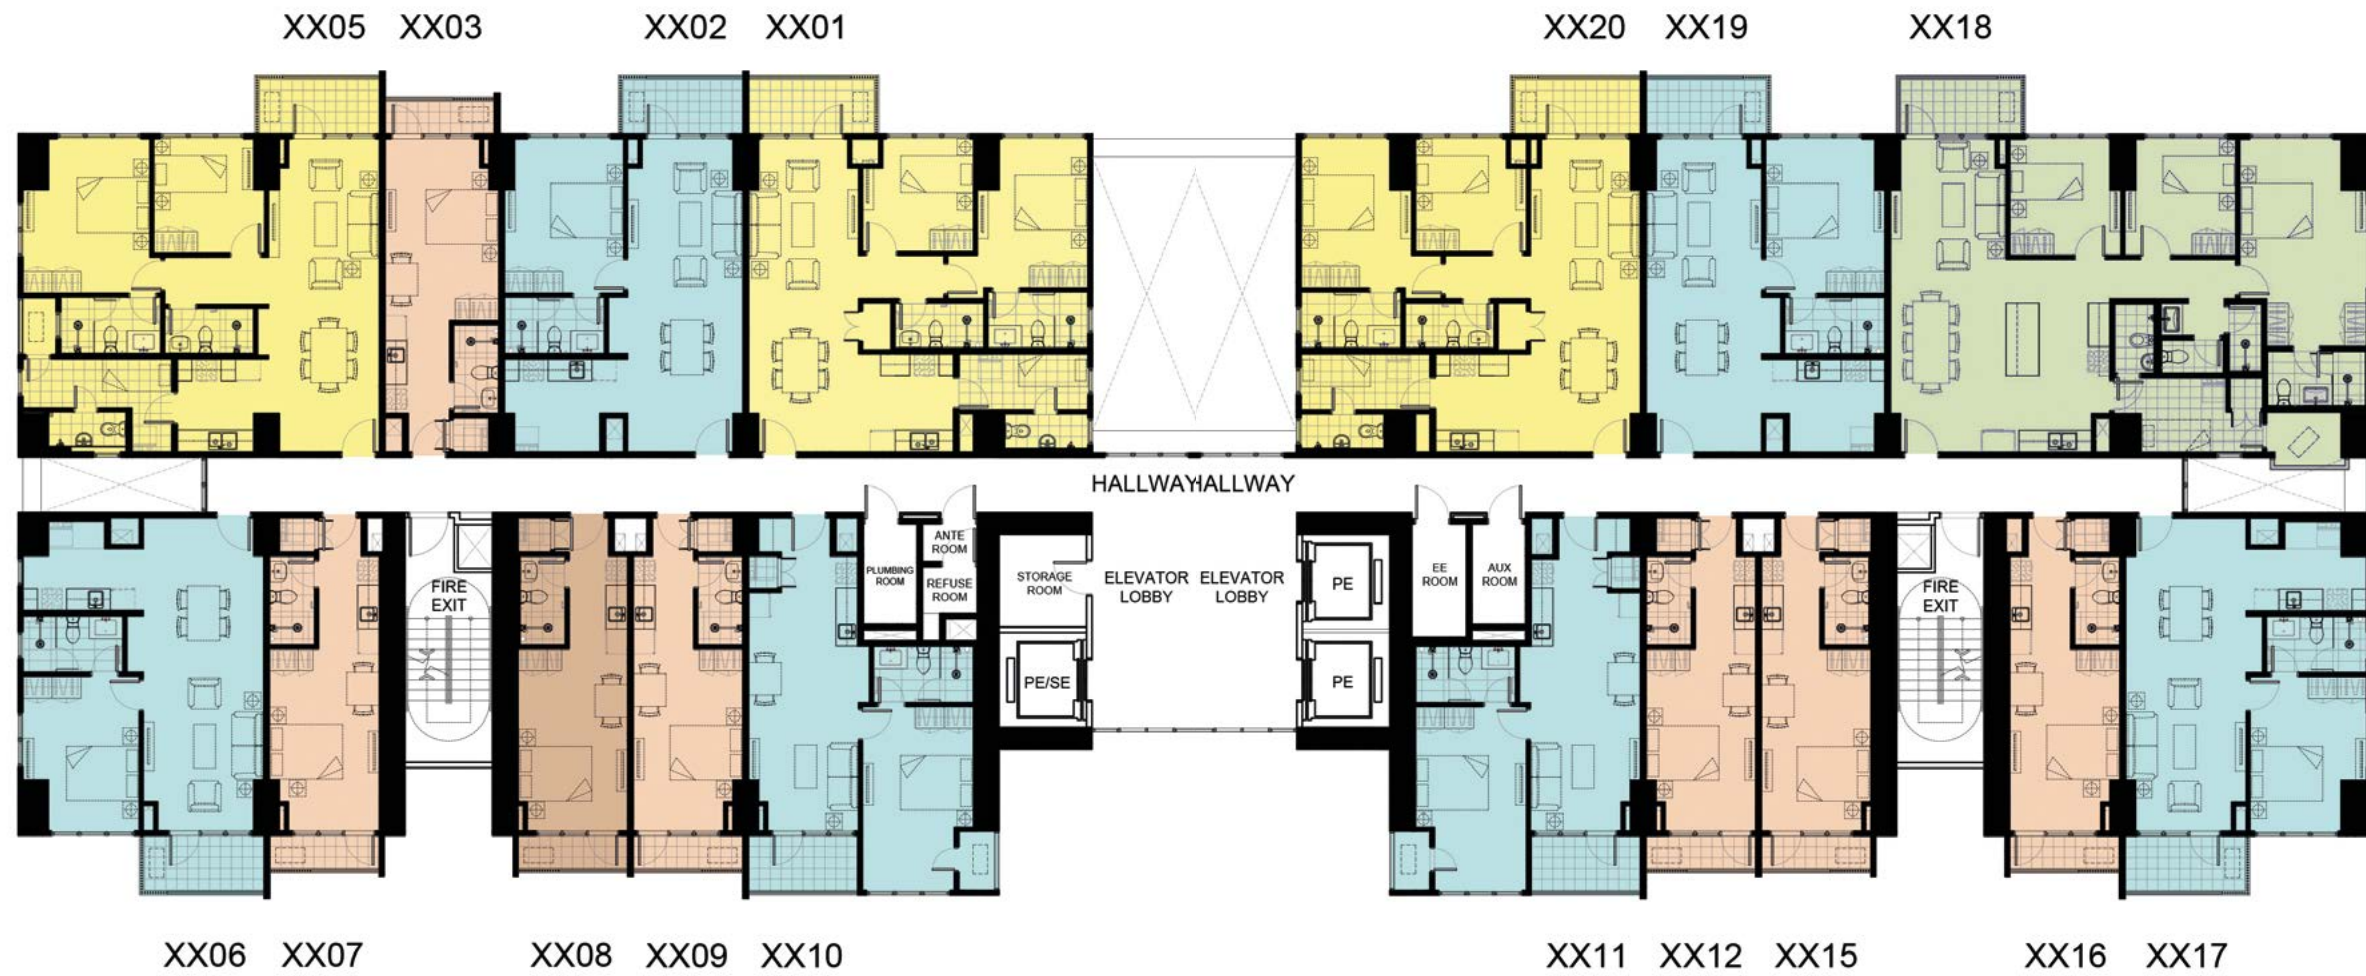 XX05 XX03 XX02 XX01 XX20 XX19 XX18
HALLWAY HALLWAY
FIRE
EXIT
PLUMBING
ROOM
ANTE
ROOM
REFUSE
ROOM
STORAGE
ROOM
PE/SE
ELEVATOR
LOBBY
ELEVATOR
LOBBY
PE
PE
EE
ROOM
AUX
ROOM
FIRE
EXIT
XX06 XX07 XX08 XX09 XX10 XX11 XX12 XX15 XX16 XX17